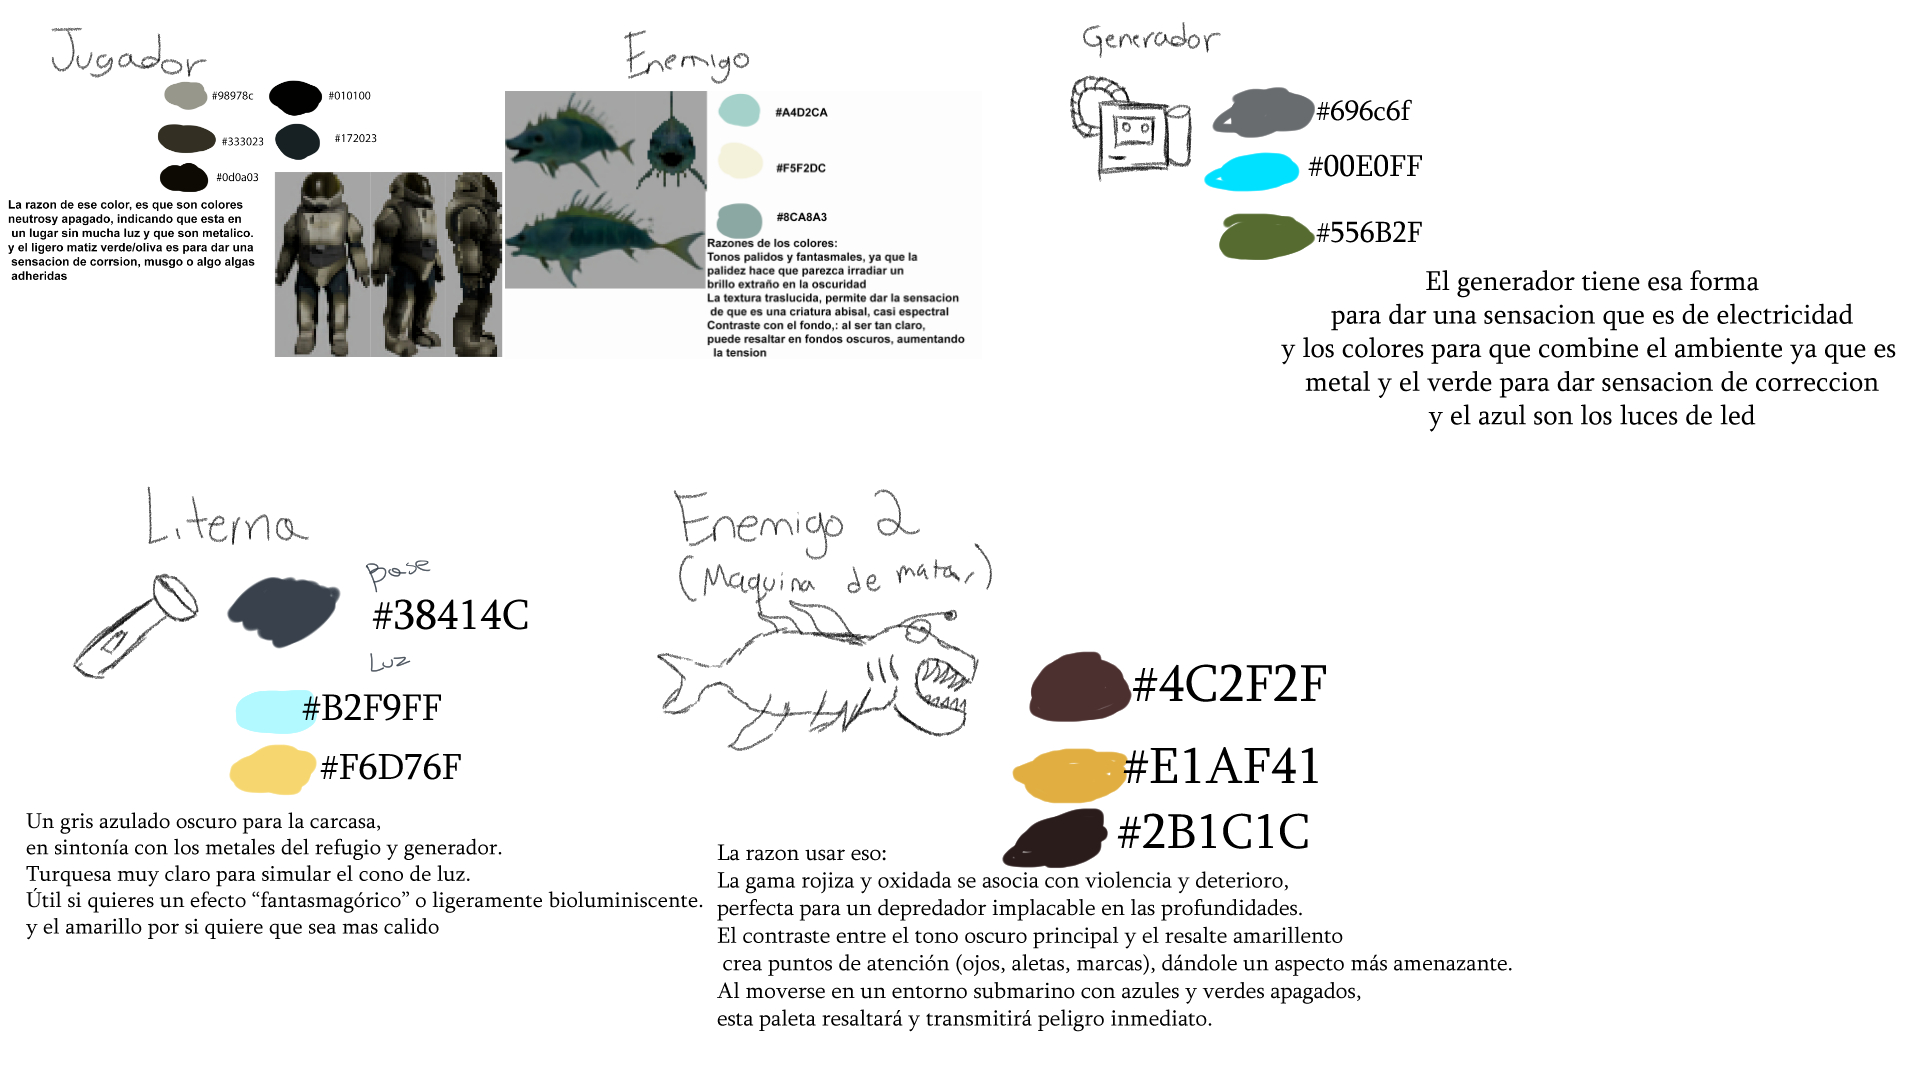 Jugador
#98978c
#010100
#333023
#172023
#0d0a03
La razon de ese color, es que son colores
neutrosy apagado, indicando que esta en
un lugar sin mucha luz y que son metalico.
y el ligero matiz verde/oliva es para dar una
sensacion de corrsion, musgo o algo algas
adheridas
Enemigo
#A4D2CA
#F5F2DC
#8CA8A3
Razones de los colores:
Tonos palidos y fantasmales, ya que la
palidez hace que parezca irradiar un
brillo extraño en la oscuridad
La textura traslucida, permite dar la sensacion
de que es una criatura abisal, casi espectral
Contraste con el fondo,: al ser tan claro,
puede resaltar en fondos oscuros, aumentando
la tension
Generador
#696c6f
#00E0FF
#556B2F
El generador tiene esa forma
para dar una sensacion que es de electricidad
y los colores para que combine el ambiente ya que es
metal y el verde para dar sensacion de correccion
y el azul son los luces de led
Literna
Base
#38414C
Luz
#B2F9FF
#F6D76F
Un gris azulado oscuro para la carcasa,
en sintonía con los metales del refugio y generador.
Turquesa muy claro para simular el cono de luz.
Útil si quieres un efecto “fantasmagórico” o ligeramente bioluminiscente.
y el amarillo por si quiere que sea mas calido
Enemigo 2
(Maquina de matar)
#4C2F2F
#E1AF41
#2B1C1C
La razon usar eso:
La gama rojiza y oxidada se asocia con violencia y deterioro,
perfecta para un depredador implacable en las profundidades.
El contraste entre el tono oscuro principal y el resalte amarillento
crea puntos de atención (ojos, aletas, marcas), dándole un aspecto más amenazante.
Al moverse en un entorno submarino con azules y verdes apagados,
esta paleta resaltará y transmitirá peligro inmediato.